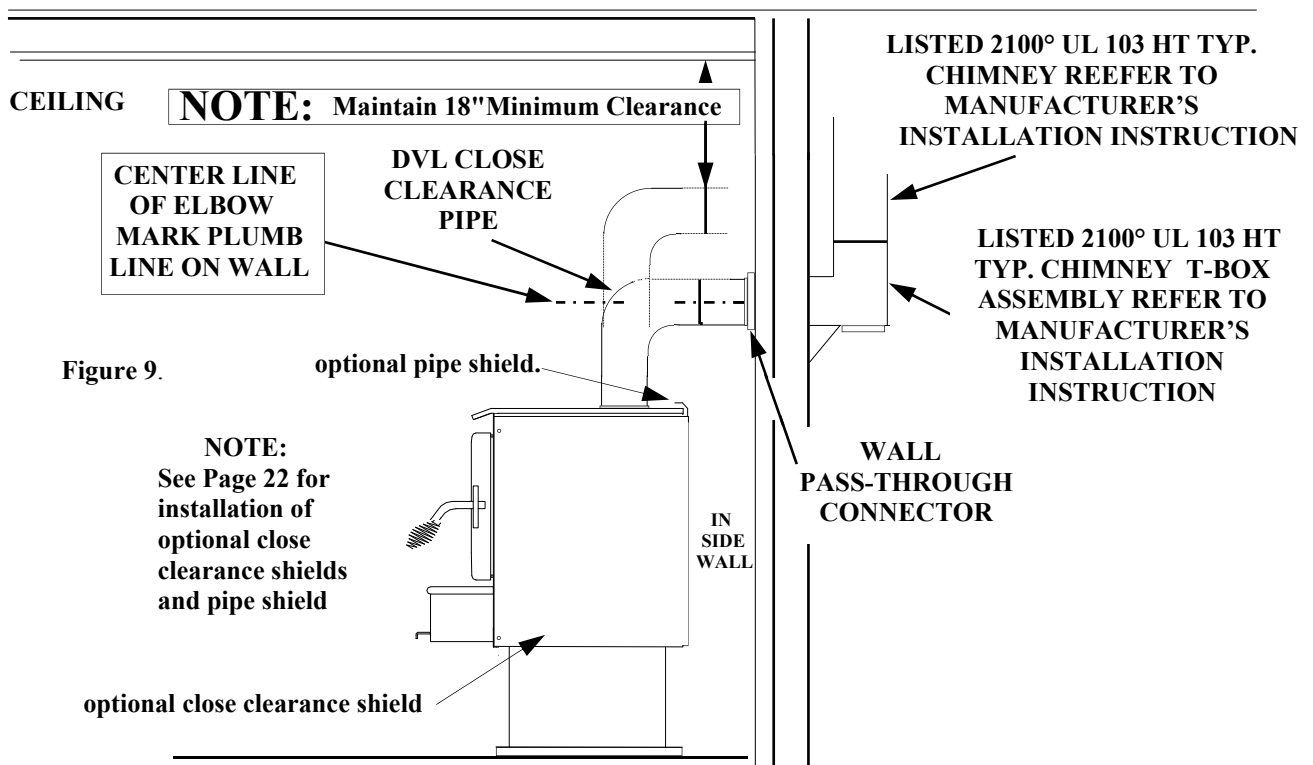 LISTED 2100° UL 103 HT TYP.
CHIMNEY REEFER TO
MANUFACTURER'S
INSTALLATION INSTRUCTION
CEILING
NOTE: Maintain 18"Minimum Clearance
DVL CLOSE
CLEARANCE
PIPE
CENTER LINE
OF ELBOW
MARK PLUMB
LINE ON WALL
LISTED 2100° UL 103 HT
TYP. CHIMNEY T-BOX
ASSEMBLY REFER TO
MANUFACTURER'S
INSTALLATION
INSTRUCTION
Figure 9.
optional pipe shield.
NOTE:
See Page 22 for
installation of
optional close
clearance shields
and pipe shield
WALL
PASS-THROUGH
CONNECTOR
IN
SIDE
WALL
optional close clearance shield